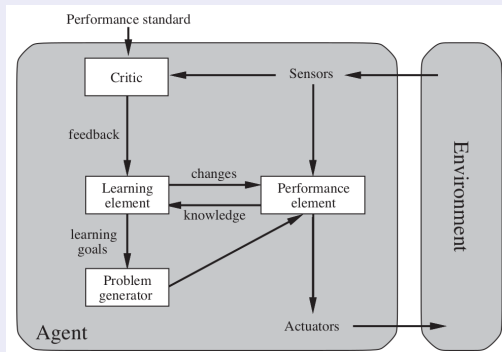 Performance standard
Critic
Sensors
feedback
changes
Learning
element
Performance
element
knowledge
learning
goals
Problem
generator
Agent
Actuators
Environment